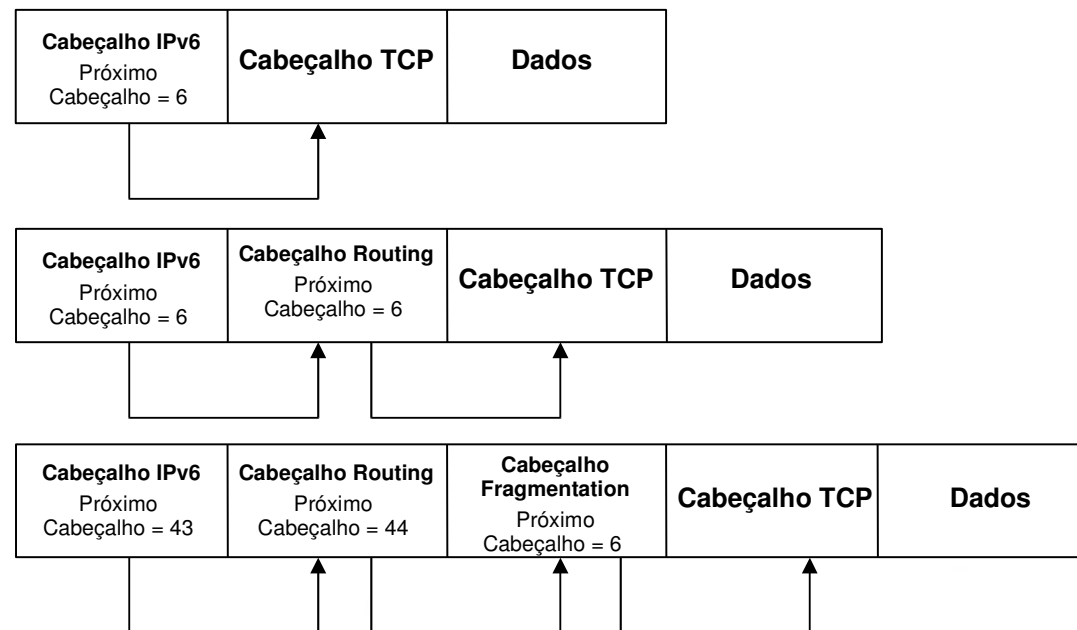 Cabeçalho IPv6
Próximo
Cabeçalho = 6
Cabeçalho TCP
Dados
Cabeçalho IPv6
Próximo
Cabeçalho = 6
Cabeçalho Routing
Próximo
Cabeçalho = 6
Cabeçalho TCP
Dados
Cabeçalho IPv6
Próximo
Cabeçalho = 43
Cabeçalho Routing
Próximo
Cabeçalho = 44
Cabeçalho
Fragmentation
Próximo
Cabeçalho = 6
Cabeçalho TCP
Dados